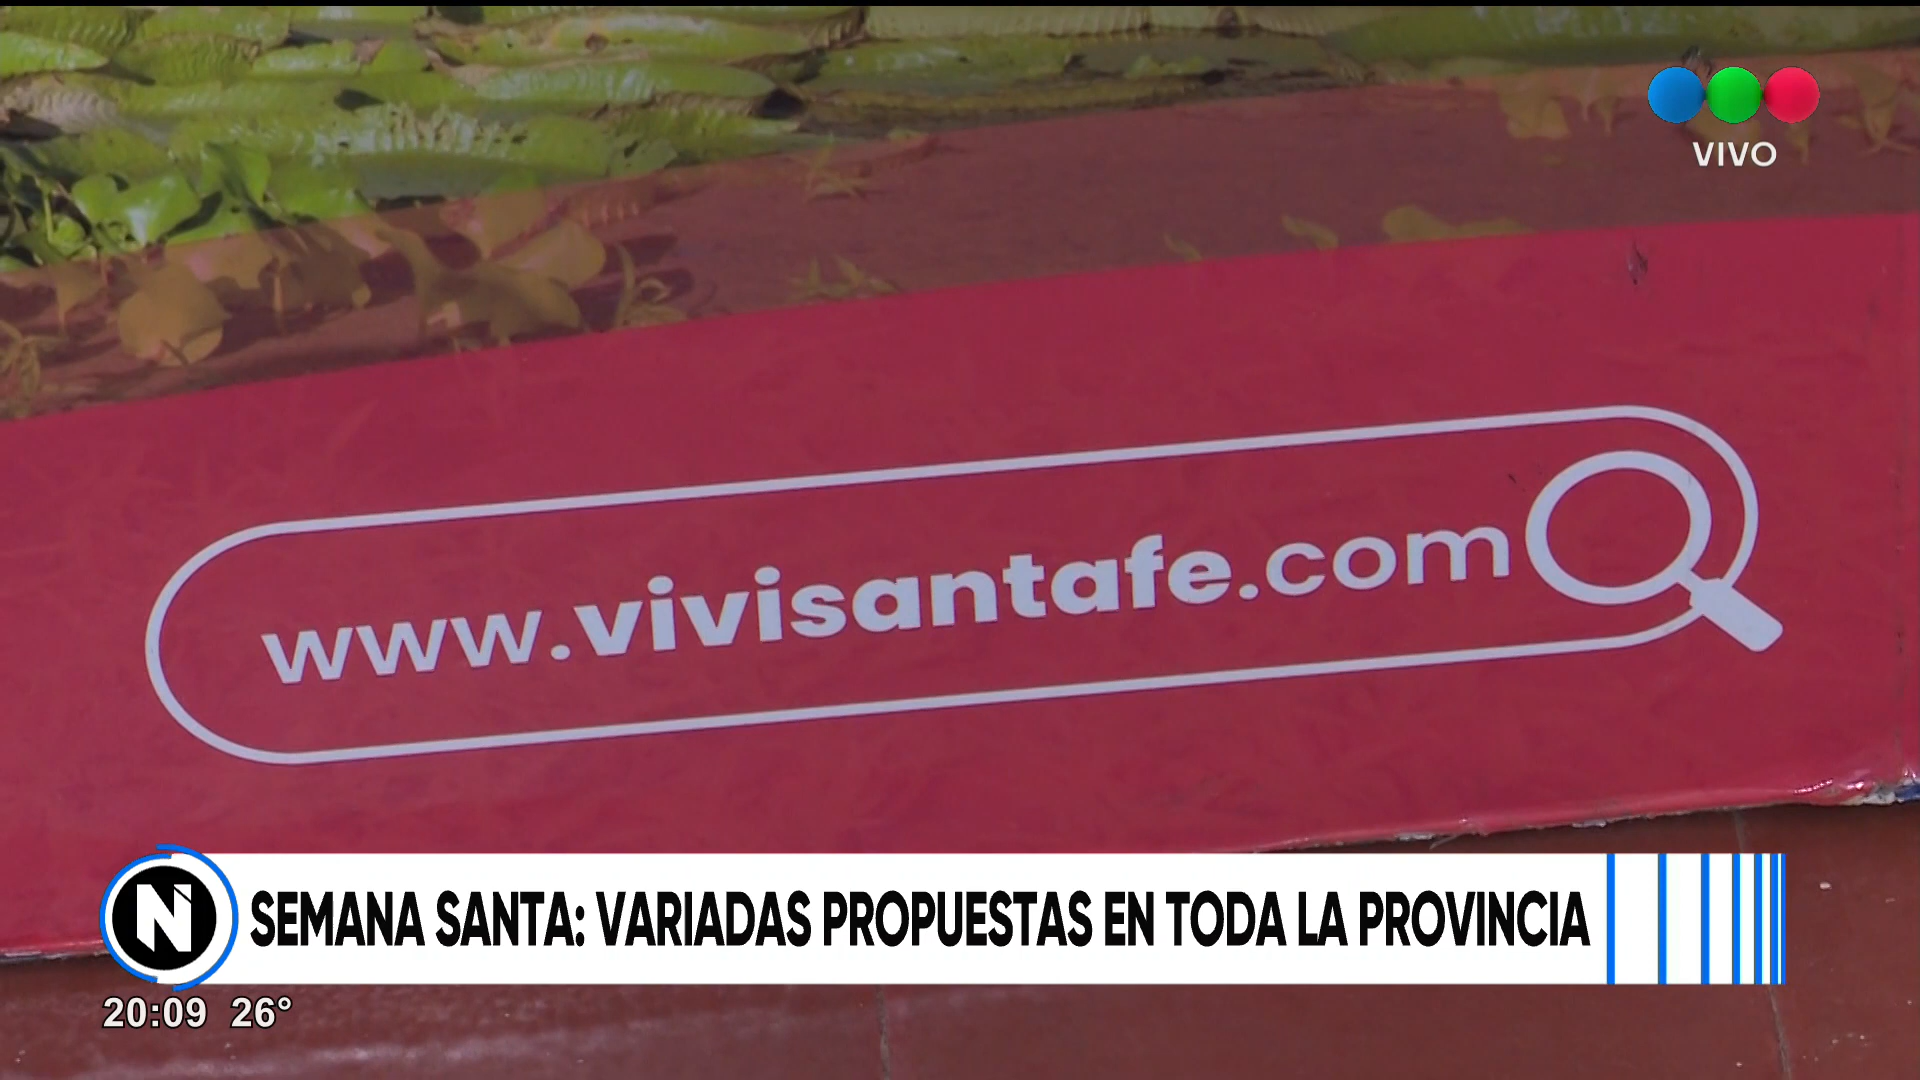 VIVO
www.vivisantafe.com
N SEMANA SANTA: VARIADAS PROPUESTAS EN TODA LA PROVINCIA
20:09 26°